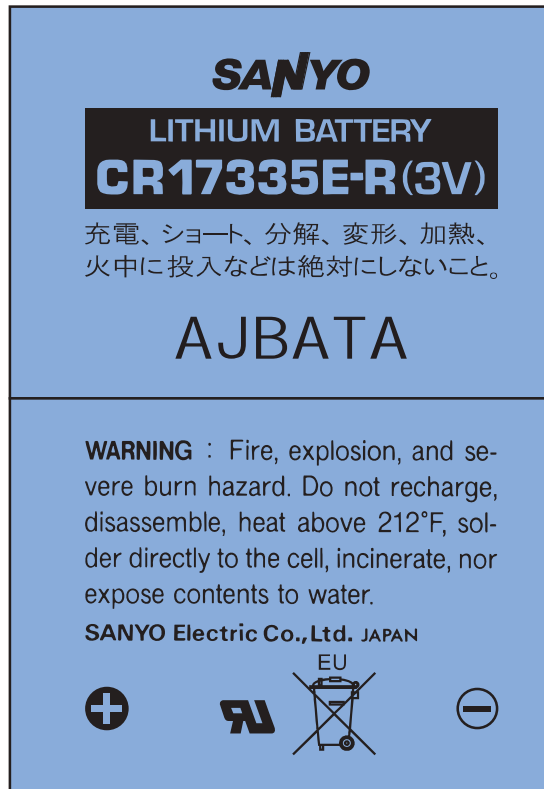 SANYO
LITHIUM BATTERY
CR17335E-R(3V)
充電、ショート、分解、変形、加熱、
火中に投入などは絶対にしないこと。
AJBATA
WARNING : Fire, explosion, and se-
vere burn hazard. Do not recharge,
disassemble, heat above 212°F, sol-
der directly to the cell, incinerate, nor
expose contents to water.
SANYO Electric Co.,Ltd. JAPAN
EU